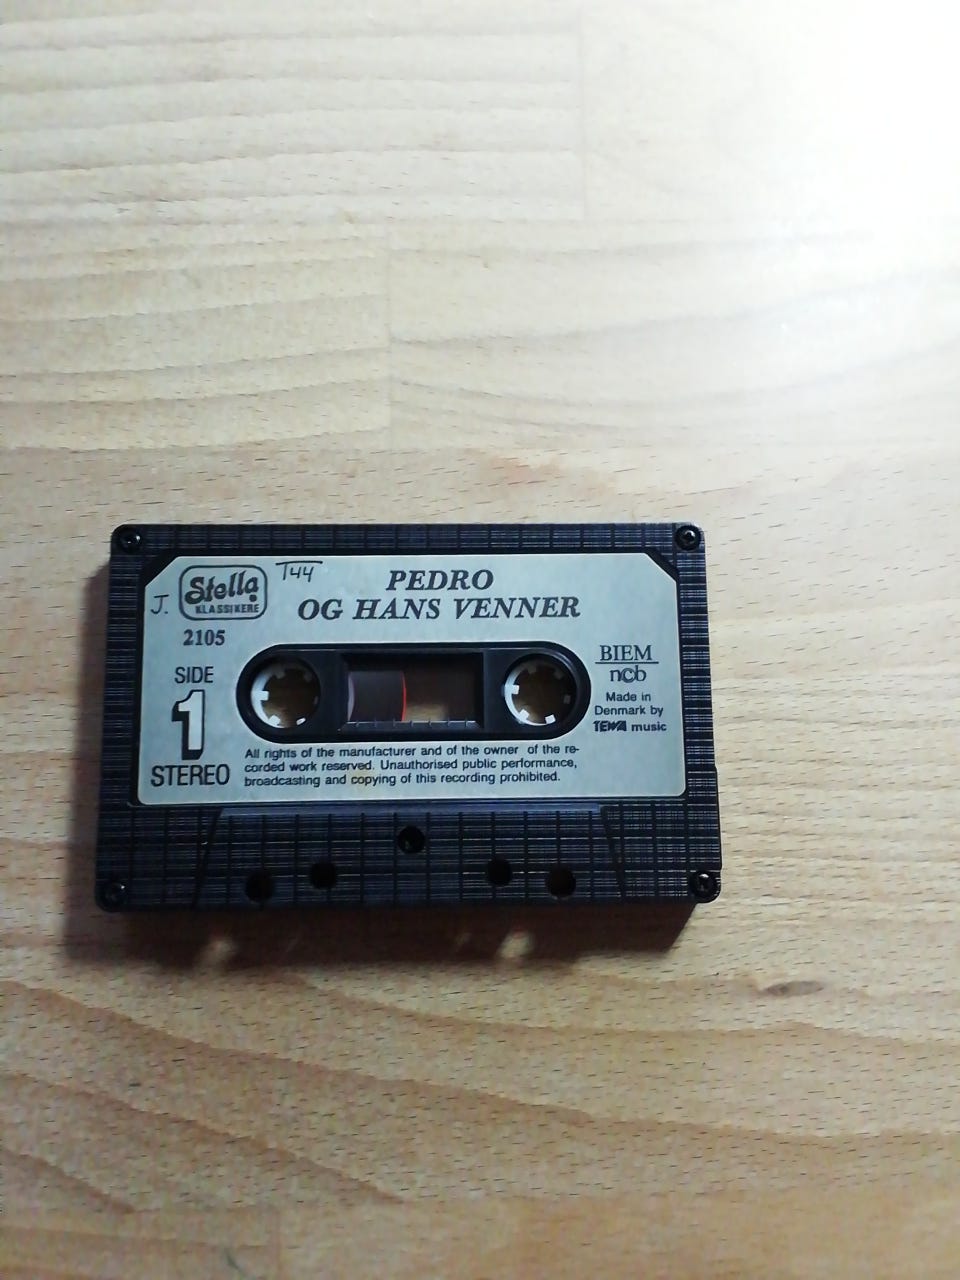 T44
J.
Stella
KLASSIKERE
2105
PEDRO
OG HANS VENNER
SIDE
1
STEREO
BIEM
ncb
Made in
Denmark by
TEWA music
All rights of the manufacturer and of the owner of the re-
corded work reserved. Unauthorised public performance,
broadcasting and copying of this recording prohibited.